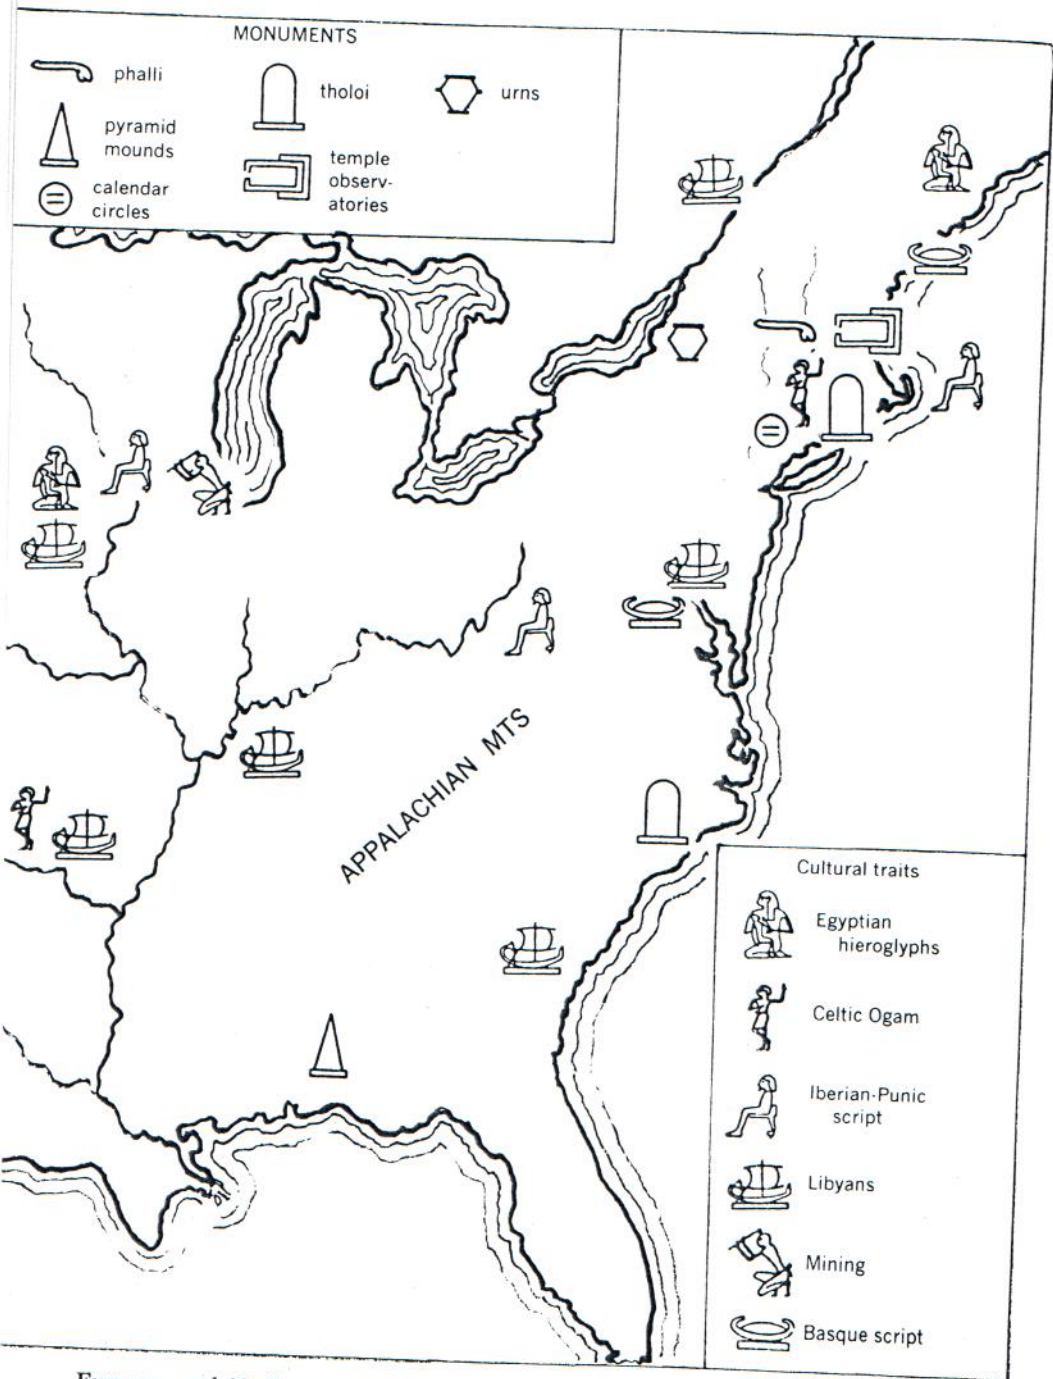 MONUMENTS
phalli
tholoi
urns
pyramid
mounds
temple
observ-
atories
calendar
circles
APPALACHIAN MTS
Cultural traits
Egyptian
hieroglyphs
Celtic Ogam
Iberian-Punic
script
Libyans
Mining
Basque script